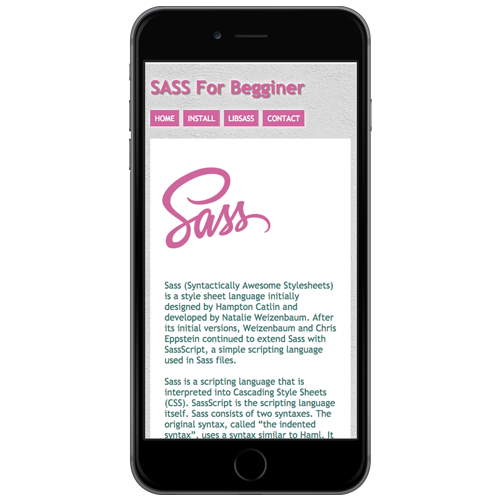 SASS For Begginer
HOME INSTALL LIBSASS CONTACT
Sass
Sass (Syntactically Awesome Stylesheets)
is a style sheet language initially
designed by Hampton Catlin and
developed by Natalie Weizenbaum. After
its initial versions, Weizenbaum and Chris
Eppstein continued to extend Sass with
SassScript, a simple scripting language
used in Sass files.
Sass is a scripting language that is
interpreted into Cascading Style Sheets
(CSS). SassScript is the scripting language
itself. Sass consists of two syntaxes. The
original syntax, called “the indented
syntax”, uses a syntax similar to Haml. It